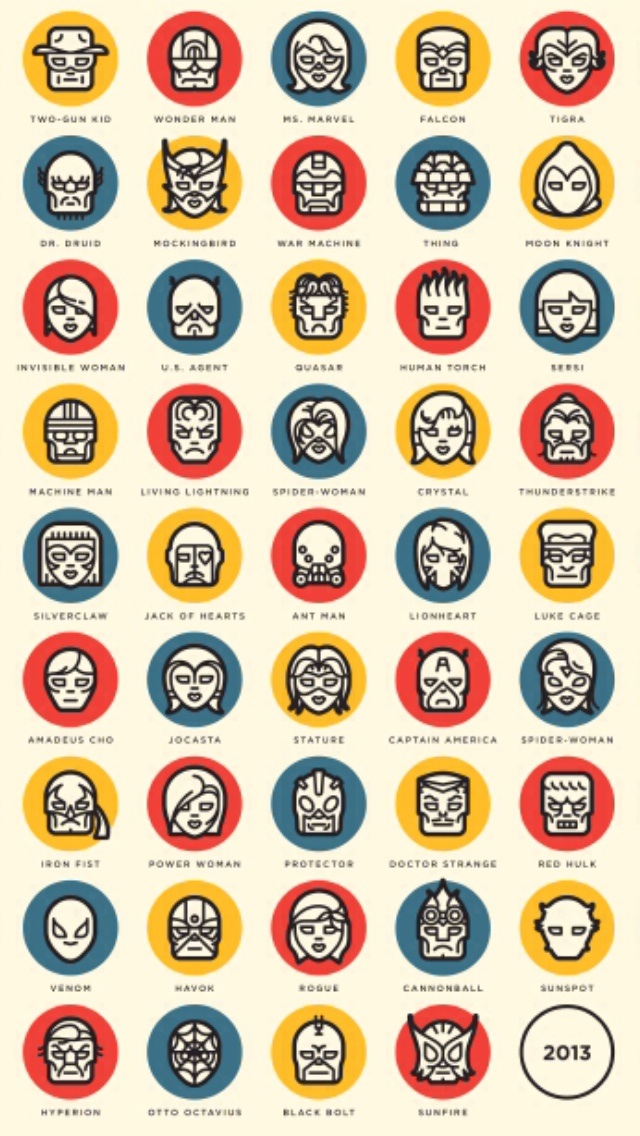 TWO-GUN KID
WONDER MAN
MS. MARVEL
FALCON
TIGRA
DR. DRUID
MOCKINGBIRD
WAR MACHINE
THING
MOON KNIGHT
INVISIBLE WOMAN
U.S. AGENT
QUASAR
HUMAN TORCH
SERSI
MACHINE MAN
LIVING LIGHTNING
SPIDER-WOMAN
CRYSTAL
THUNDERSTRIKE
SILVERCLAW
JACK OF HEARTS
ANT MAN
LIONHEART
LUKE CAGE
AMADEUS CHO
JOCASTA
STATURE
CAPTAIN AMERICA
SPIDER-WOMAN
IRON FIST
POWER WOMAN
PROTECTOR
DOCTOR STRANGE
RED HULK
VENOM
HAVOK
ROGUE
CANNONBALL
SUNSPOT
HYPERION
OTTO OCTAVIUS
BLACK BOLT
SUNFIRE
2013